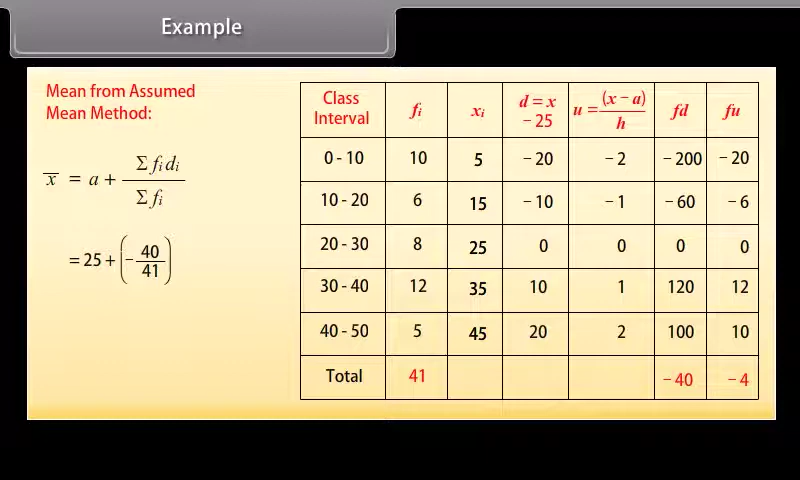 Example
Mean from Assumed
Mean Method:
x̄ = a + Σ fi di / Σ fi
= 25 + (− 40/41)
Class Interval fi xi d = x − 25 u = (x − a)/h fd fu
0 - 10 10 5 − 20 − 2 − 200 − 20
10 - 20 6 15 − 10 − 1 − 60 − 6
20 - 30 8 25 0 0 0 0
30 - 40 12 35 10 1 120 12
40 - 50 5 45 20 2 100 10
Total 41 − 40 − 4